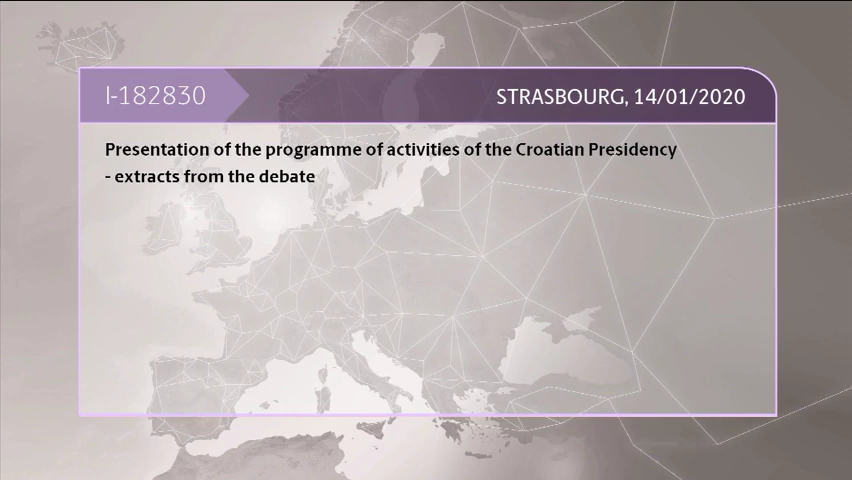 I-182830
STRASBOURG, 14/01/2020
Presentation of the programme of activities of the Croatian Presidency
- extracts from the debate